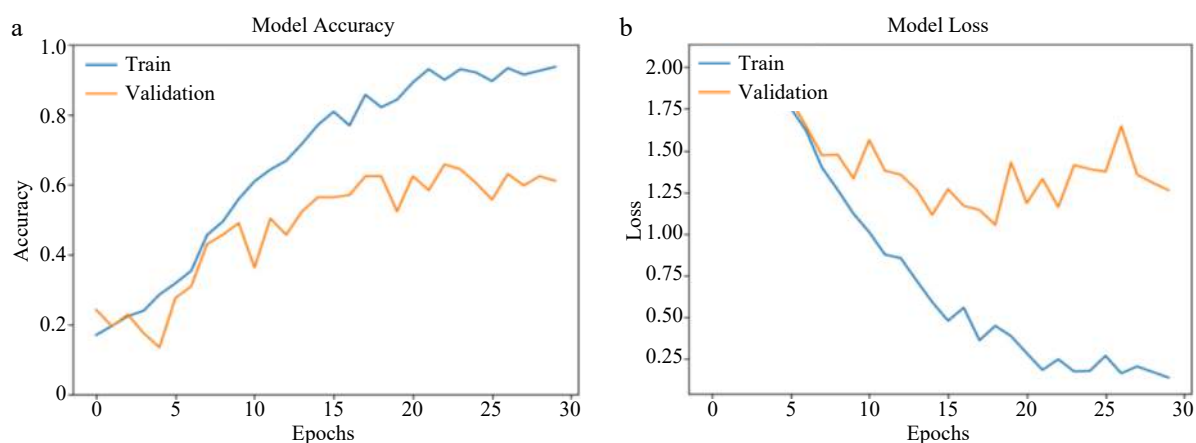 a
Model Accuracy
1.0
0.8
0.6
0.4
0.2
0
Accuracy
Train
Validation
0 5 10 15 20 25 30
Epochs
b
Model Loss
2.00
1.75
1.50
1.25
1.00
0.75
0.50
0.25
Loss
Train
Validation
0 5 10 15 20 25 30
Epochs